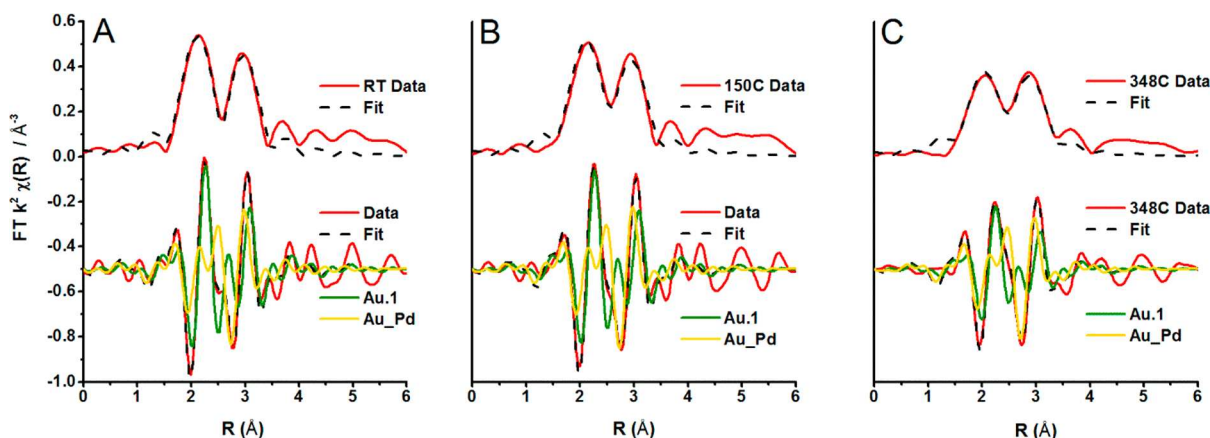 A
B
C
0.6
0.4
0.2
0.0
-0.2
-0.4
-0.6
-0.8
-1.0
FT k² χ(R) / Å⁻³
RT Data
Fit
Data
Fit
Au.1
Au_Pd
0 1 2 3 4 5 6
R (Å)
150C Data
Fit
Data
Fit
Au.1
Au_Pd
0 1 2 3 4 5 6
R (Å)
348C Data
Fit
348C Data
Fit
Au.1
Au_Pd
0 1 2 3 4 5 6
R (Å)